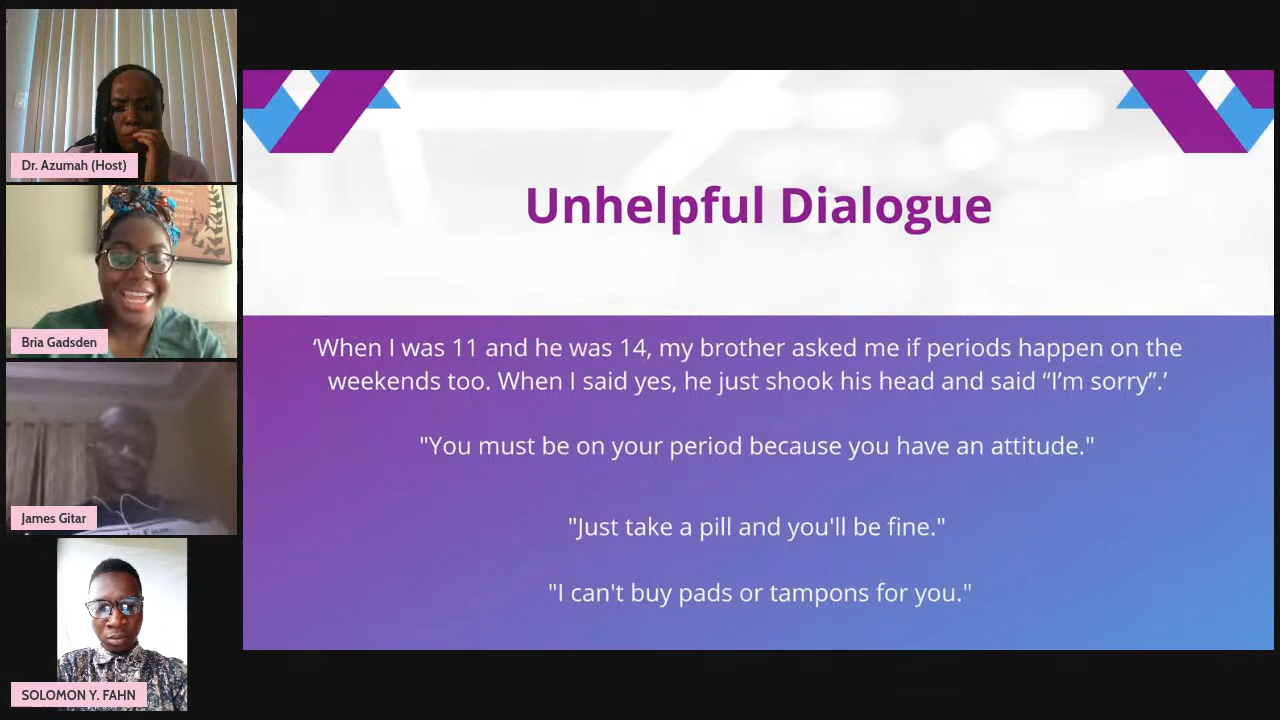 Dr. Azumah (Host)
Bria Gadsden
James Gitar
SOLOMON Y. FAHN
Unhelpful Dialogue
‘When I was 11 and he was 14, my brother asked me if periods happen on the
weekends too. When I said yes, he just shook his head and said “I’m sorry”.’
"You must be on your period because you have an attitude."
"Just take a pill and you'll be fine."
"I can't buy pads or tampons for you."